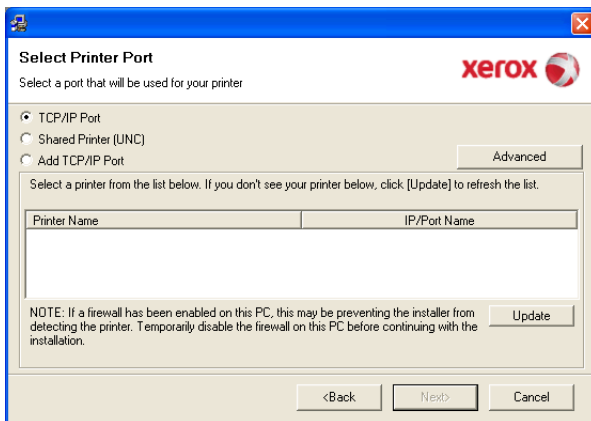 Select Printer Port
Select a port that will be used for your printer
xerox
TCP/IP Port
Shared Printer (UNC)
Add TCP/IP Port
Advanced
Select a printer from the list below. If you don't see your printer below, click [Update] to refresh the list.
Printer Name IP/Port Name
NOTE: If a firewall has been enabled on this PC, this may be preventing the installer from
detecting the printer. Temporarily disable the firewall on this PC before continuing with the
installation.
Update
<Back Next> Cancel